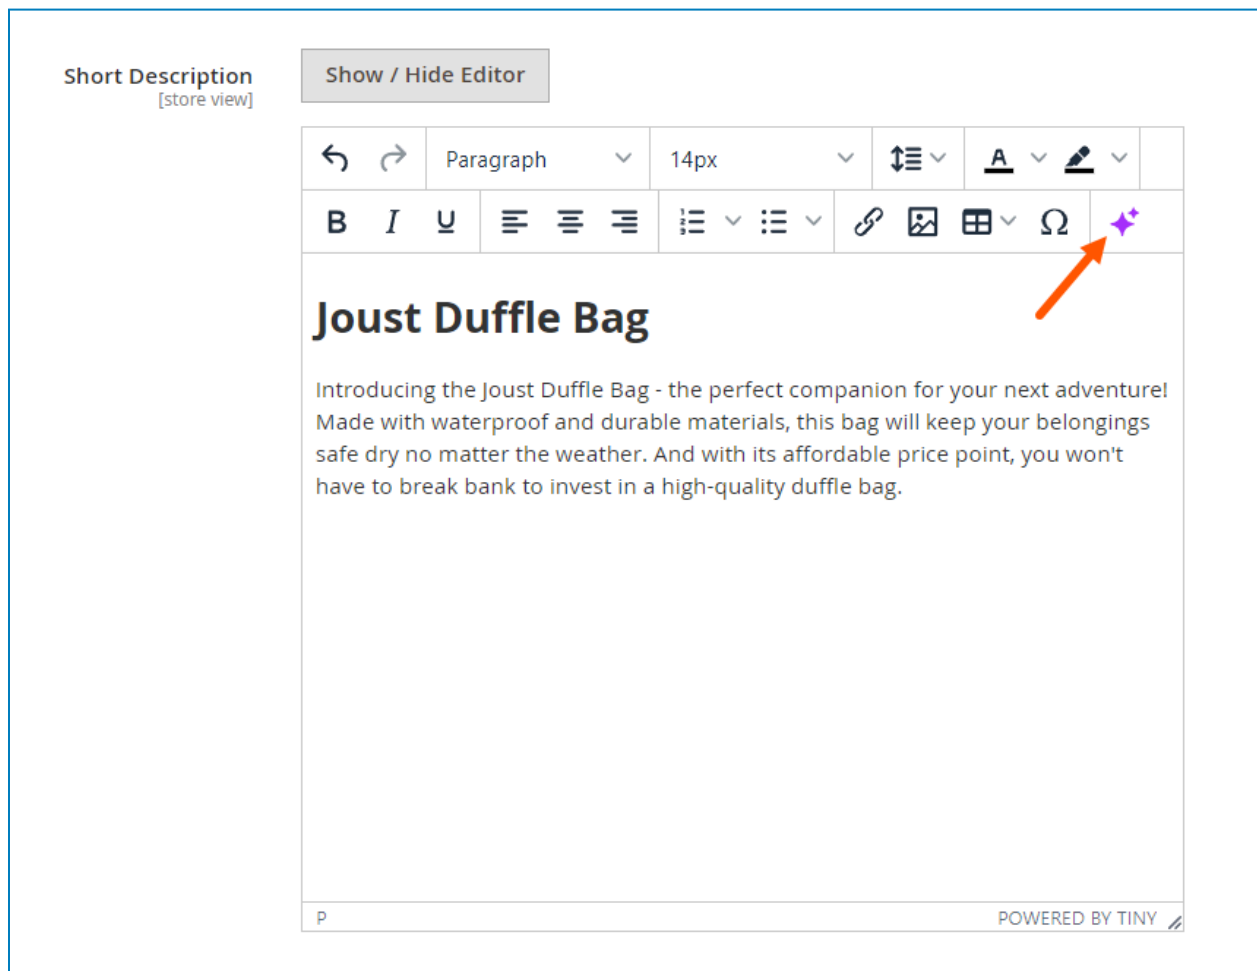 Short Description
[store view]
Show / Hide Editor
Paragraph
14px
A
B I U
Ω
Joust Duffle Bag
Introducing the Joust Duffle Bag - the perfect companion for your next adventure!
Made with waterproof and durable materials, this bag will keep your belongings
safe dry no matter the weather. And with its affordable price point, you won't
have to break bank to invest in a high-quality duffle bag.
P
POWERED BY TINY